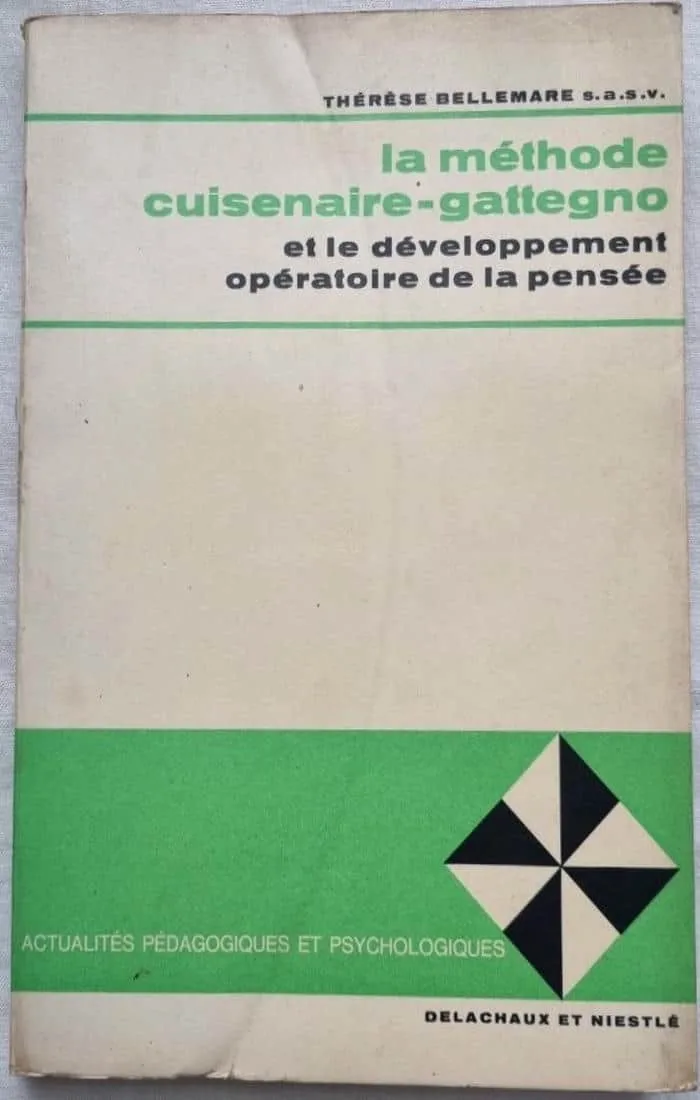 THÉRÈSE BELLEMARE s.a.s.v.
la méthode
cuisenaire-gattegno
et le développement
opératoire de la pensée
ACTUALITÉS PÉDAGOGIQUES ET PSYCHOLOGIQUES
DELACHAUX ET NIESTLÉ